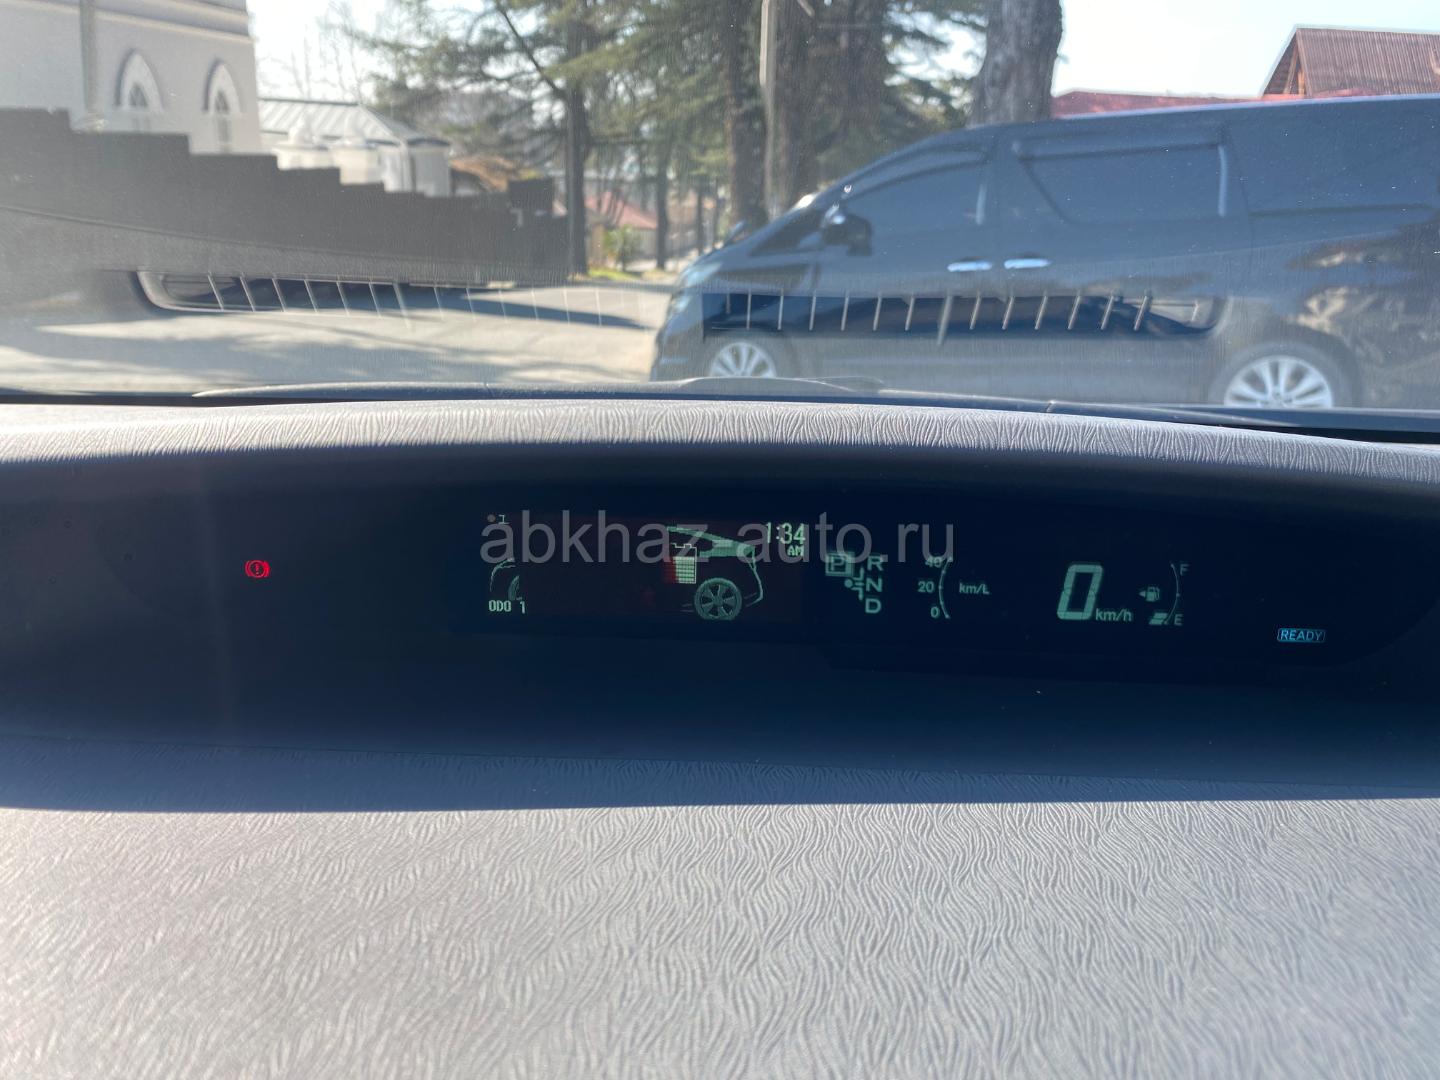 abkhaz-auto.ru
1:34
AM
ODO 1
P
R
N
D
40
20
0
km/L
0 km/h
F
E
READY